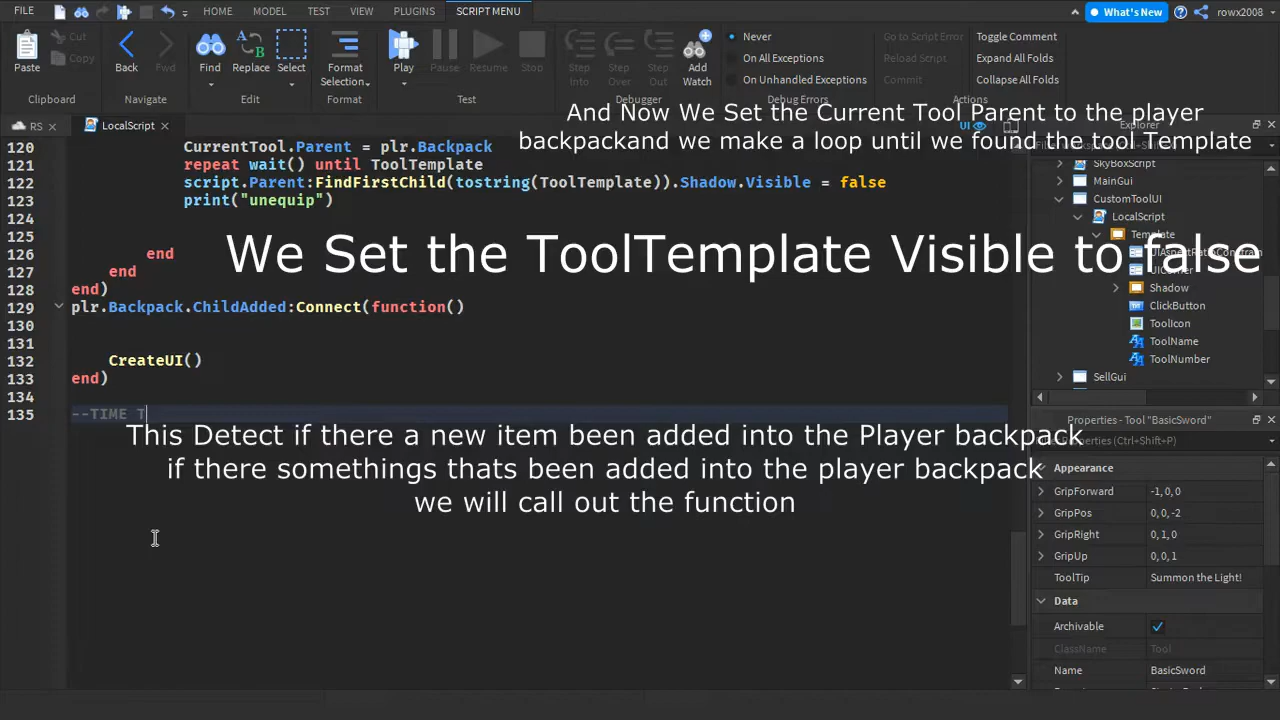 FILE HOME MODEL TEST VIEW PLUGINS SCRIPT MENU What's New rowx2008
Paste Cut Copy Back Fwd Find Replace Select Format Selection Play Pause Resume Stop Step Into Step Over Step Out Add Watch
Never
On All Exceptions
On Unhandled Exceptions
Go to Script Error
Reload Script
Commit
Toggle Comment
Expand All Folds
Collapse All Folds
Clipboard Navigate Edit Format Test Debugger Debug Errors Actions
And Now We Set the Current Tool Parent to the player
backpackand we make a loop until we found the toolTemplate
RS LocalScript UI Explorer
120 CurrentTool.Parent = plr.Backpack
121 repeat wait() until ToolTemplate
122 script.Parent:FindFirstChild(tostring(ToolTemplate)).Shadow.Visible = false
123 print("unequip")
124
125
126 end
127 end
128 end)
129 plr.Backpack.ChildAdded:Connect(function()
130
131
132 CreateUI()
133 end)
134
135 --TIME T
We Set the ToolTemplate Visible to false
This Detect if there a new item been added into the Player backpack
if there somethings thats been added into the player backpack
we will call out the function
SkyBoxScript
MainGui
CustomToolUI
LocalScript
Template
UICorner
Shadow
ClickButton
ToolIcon
ToolName
ToolNumber
SellGui
Properties - Tool "BasicSword"
Properties (Ctrl+Shift+P)
Appearance
GripForward -1, 0, 0
GripPos 0, 0, -2
GripRight 0, 1, 0
GripUp 0, 0, 1
ToolTip Summon the Light!
Data
Archivable
ClassName Tool
Name BasicSword